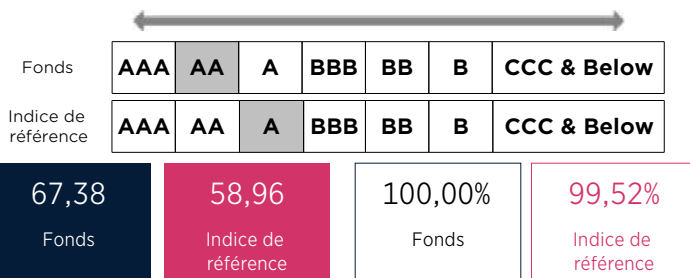 Fonds AAA AA A BBB BB B CCC & Below
Indice de
référence AAA AA A BBB BB B CCC & Below
67,38 58,96 100,00% 99,52%
Fonds Indice de Fonds Indice de
référence référence